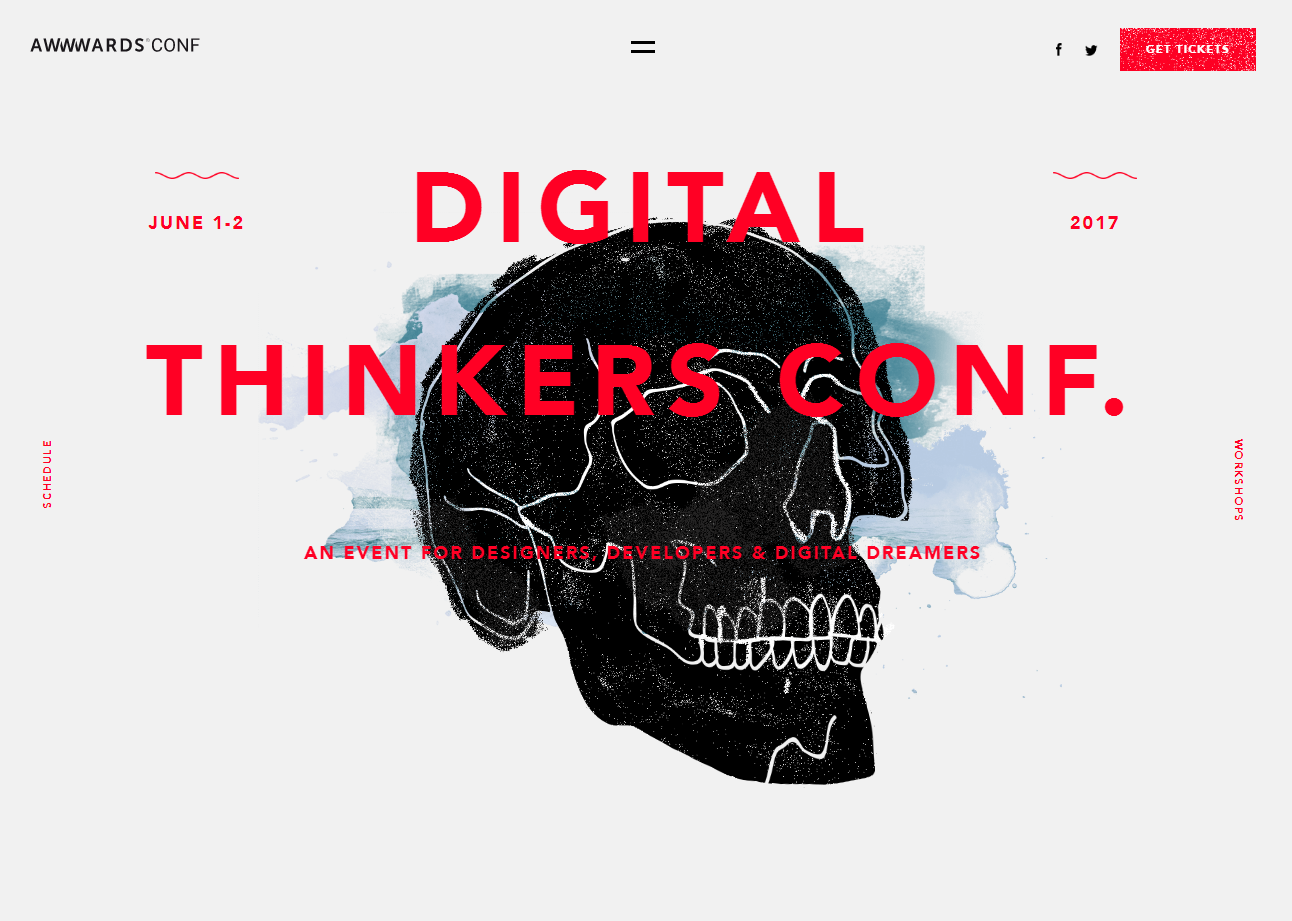 AWWWARDS®CONF
GET TICKETS
JUNE 1-2
DIGITAL
2017
THINKERS CONF.
SCHEDULE
WORKSHOPS
AN EVENT FOR DESIGNERS, DEVELOPERS & DIGITAL DREAMERS